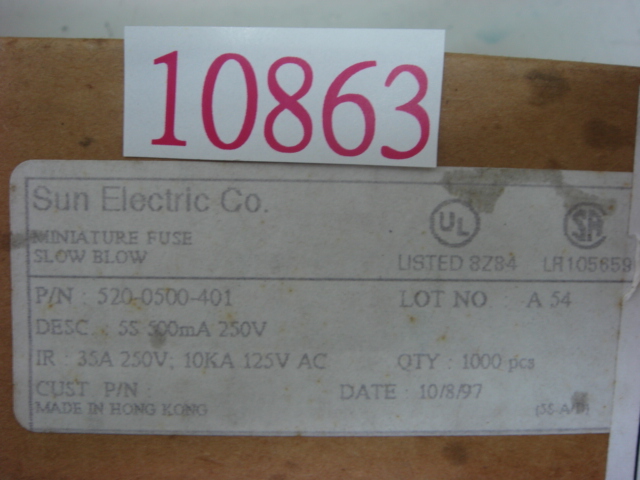 10863
Sun Electric Co.
MINIATURE FUSE
SLOW BLOW
UL
LISTED 8Z84
SA
LR105659
P/N : 520-0500-401
LOT NO A 54
DESC. : 5S 500mA 250V
IR : 35A 250V, 10KA 125V AC
QTY : 1000 pcs
CUST P/N
DATE : 10/8/97
MADE IN HONG KONG